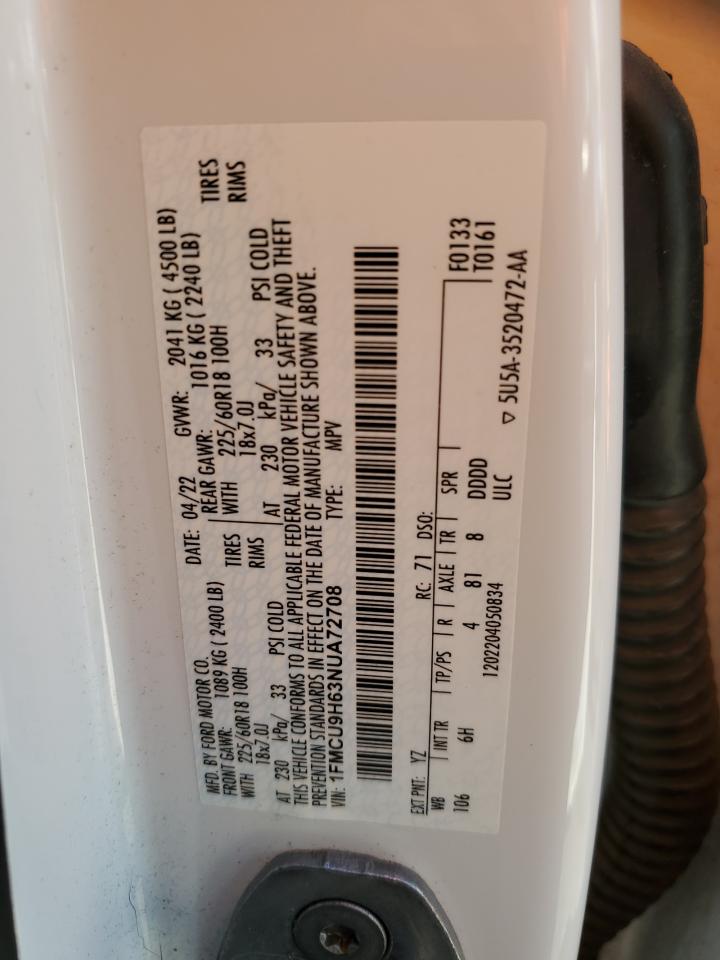 MFD. BY FORD MOTOR CO. DATE: 04/22 GVWR: 2041 KG ( 4500 LB)
FRONT GAWR: 1089 KG ( 2400 LB) REAR GAWR: 1016 KG ( 2240 LB)
WITH 225/60R18 100H TIRES WITH 225/60R18 100H TIRES
18x7.0J RIMS 18x7.0J RIMS
AT 230 kPa/ 33 PSI COLD AT 230 kPa/ 33 PSI COLD
THIS VEHICLE CONFORMS TO ALL APPLICABLE FEDERAL MOTOR VEHICLE SAFETY AND THEFT
PREVENTION STANDARDS IN EFFECT ON THE DATE OF MANUFACTURE SHOWN ABOVE.
VIN: 1FMCU9H63NUA72708 TYPE: MPV
EXT PNT: YZ RC: 71 DSO: F0133
WB INT TR TP/PS R AXLE TR SPR T0161
106 6H 4 81 8 DDDD
1202204050834 ULC ▽ 5U5A-3520472-AA